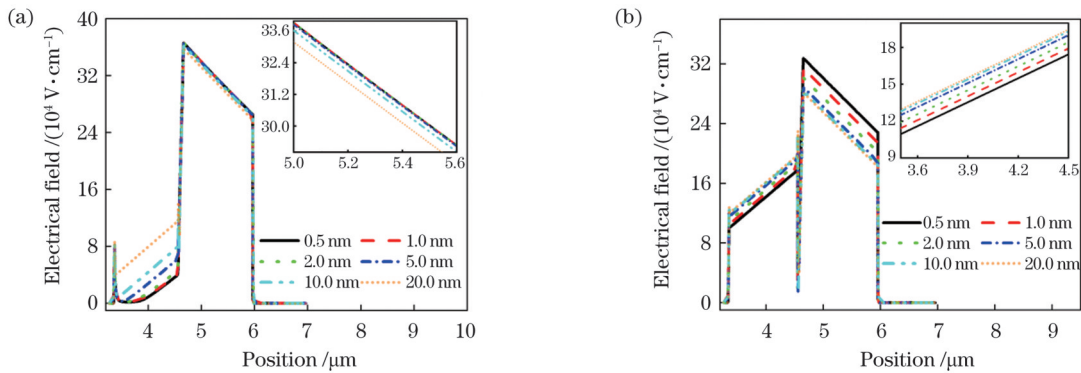 (a)
Electrical field /(10⁴ V·cm⁻¹)
40
32
24
16
8
0
4
5
6
7
8
9
10
Position /μm
33.6
32.4
31.2
30.0
5.0
5.2
5.4
5.6
0.5 nm
1.0 nm
2.0 nm
5.0 nm
10.0 nm
20.0 nm
(b)
Electrical field /(10⁴ V·cm⁻¹)
32
24
16
8
0
4
5
6
7
8
9
Position /μm
18
15
12
9
3.6
3.9
4.2
4.5
0.5 nm
1.0 nm
2.0 nm
5.0 nm
10.0 nm
20.0 nm